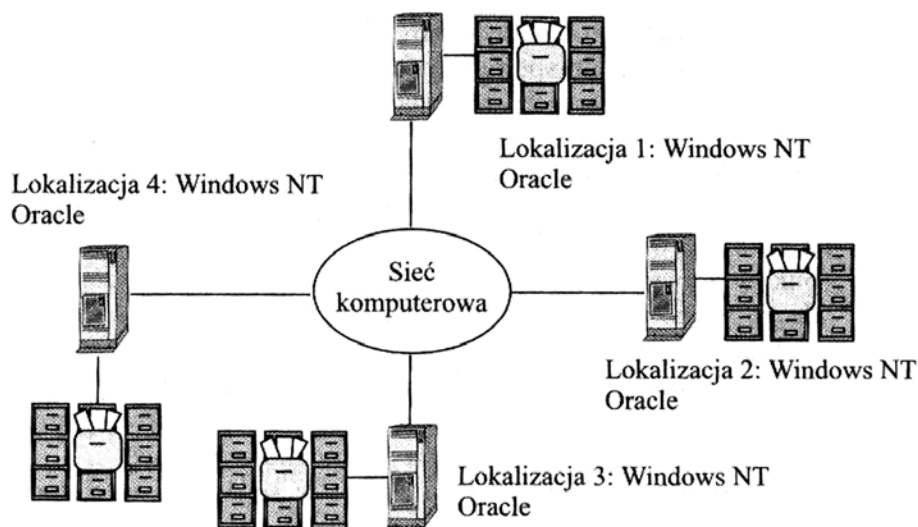 Lokalizacja 1: Windows NT
Oracle
Lokalizacja 4: Windows NT
Oracle
Sieć
komputerowa
Lokalizacja 2: Windows NT
Oracle
Lokalizacja 3: Windows NT
Oracle